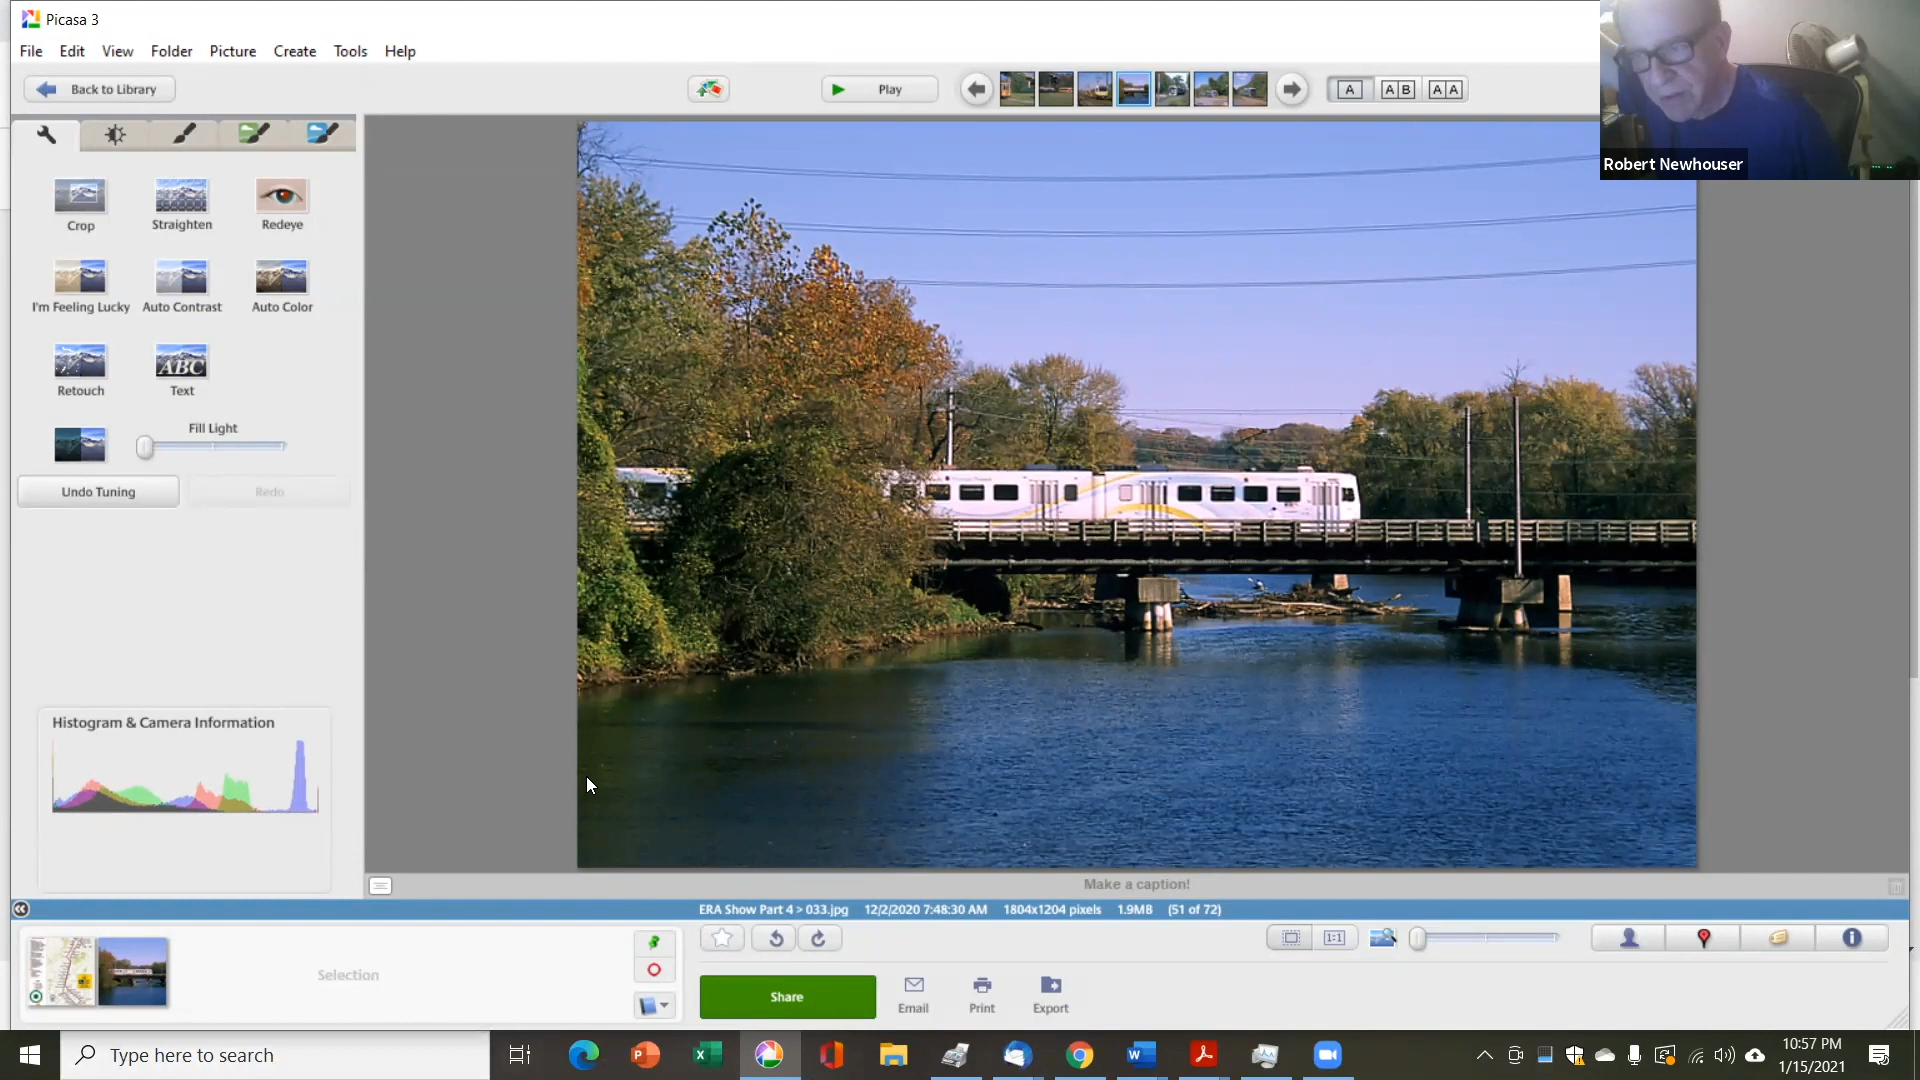 Picasa 3
File Edit View Folder Picture Create Tools Help
Back to Library
Play
A
A B
A A
Robert Newhouser
Crop Straighten Redeye
I'm Feeling Lucky Auto Contrast Auto Color
ABC
Retouch Text
Fill Light
Undo Tuning Redo
Histogram & Camera Information
Make a caption!
ERA Show Part 4 > 033.jpg 12/2/2020 7:48:30 AM 1804x1204 pixels 1.9MB (51 of 72)
1:1
Selection
Share
Email Print Export
Type here to search
10:57 PM
1/15/2021